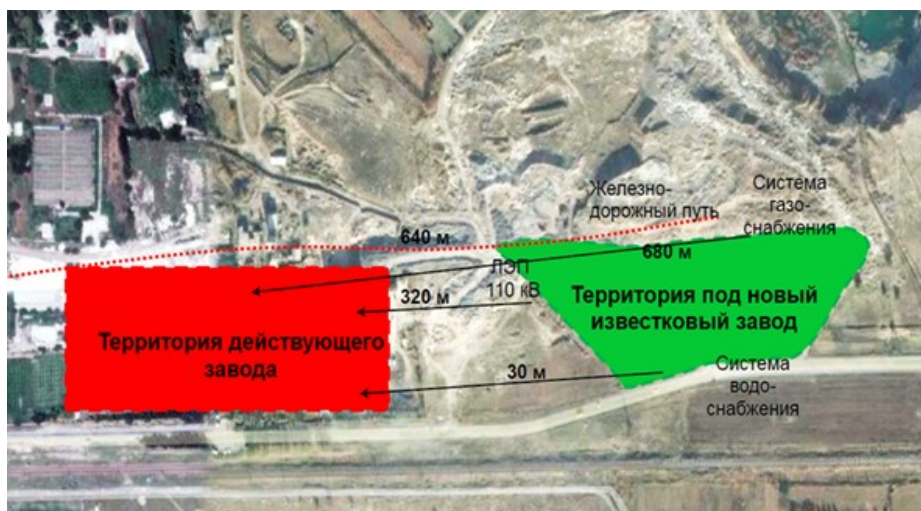 Железно-
дорожный путь
Система
газо-
снабжения
640 м
680 м
ЛЭП
110 кВ
320 м
Территория под новый
известковый завод
Территория действующего
завода
30 м
Система
водо-
снабжения